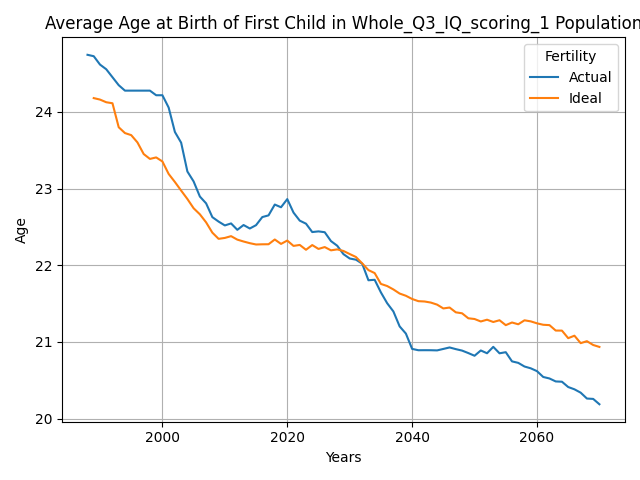 Average Age at Birth of First Child in Whole_Q3_IQ_scoring_1 Population
Fertility
Actual
Ideal
24
23
22
21
20
Age
2000
2020
2040
2060
Years